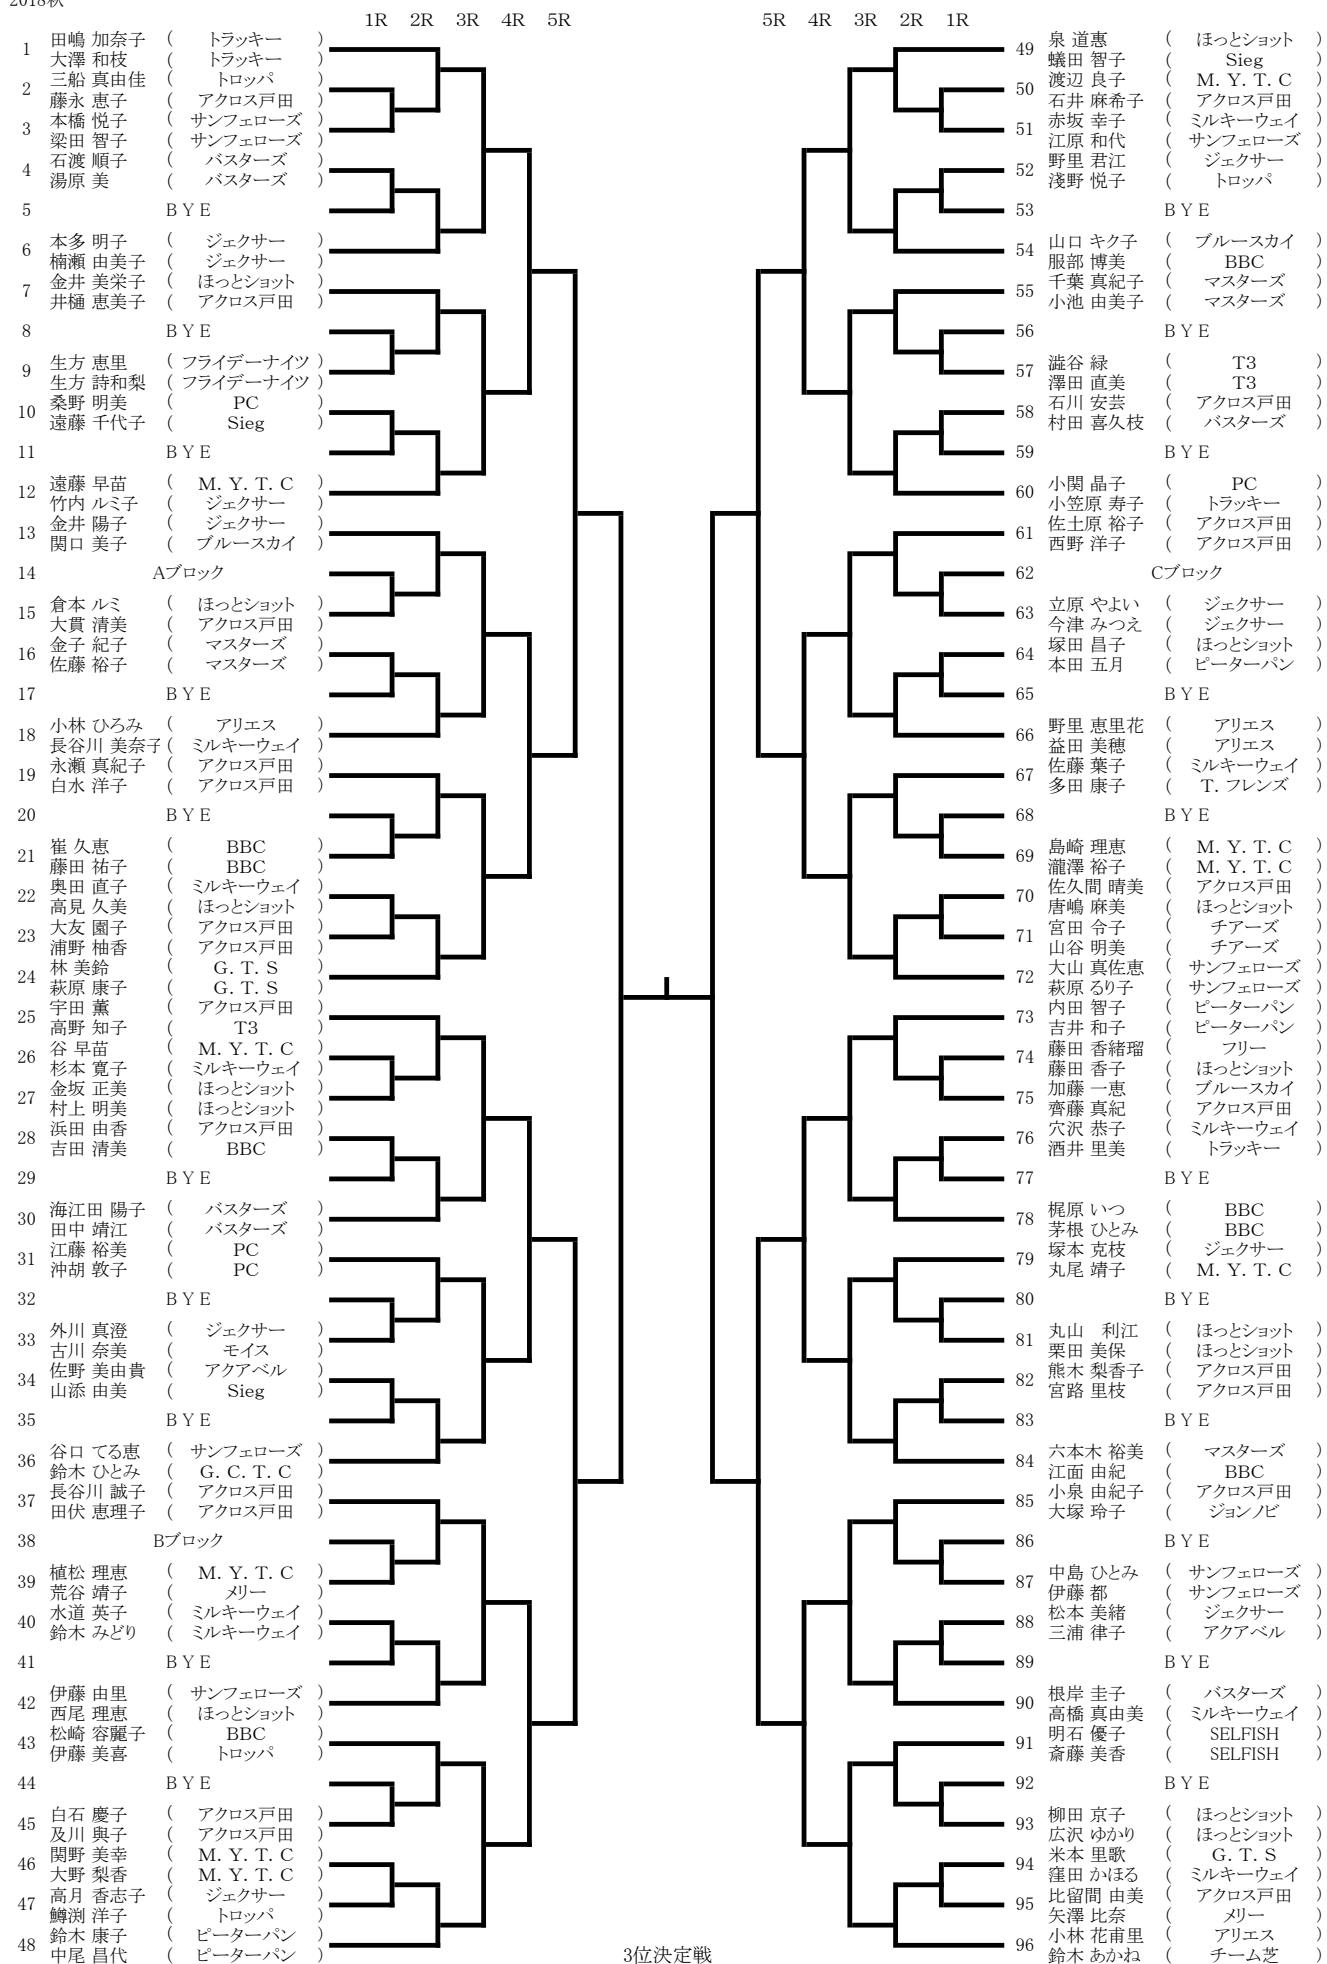 2018秋
1R 2R 3R 4R 5R 5R 4R 3R 2R 1R
1 田嶋 加奈子 ( トラッキー )
大澤 和枝 ( トラッキー )
2 三船 真由佳 ( トロッパ )
藤永 恵子 ( アクロス戸田 )
3 本橋 悦子 ( サンフェローズ )
梁田 智子 ( サンフェローズ )
4 石渡 順子 ( バスターズ )
湯原 美 ( バスターズ )
5 BYE
6 本多 明子 ( ジェクサー )
楠瀬 由美子 ( ジェクサー )
7 金井 美栄子 ( ほっとショット )
井樋 恵美子 ( アクロス戸田 )
8 BYE
9 生方 恵里 ( フライデーナイツ )
生方 詩和梨 ( フライデーナイツ )
10 桑野 明美 ( PC )
遠藤 千代子 ( Sieg )
11 BYE
12 遠藤 早苗 ( M. Y. T. C )
竹内 ルミ子 ( ジェクサー )
13 金井 陽子 ( ジェクサー )
関口 美子 ( ブルースカイ )
14 Aブロック
15 倉本 ルミ ( ほっとショット )
大貫 清美 ( アクロス戸田 )
16 金子 紀子 ( マスターズ )
佐藤 裕子 ( マスターズ )
17 BYE
18 小林 ひろみ ( アリエス )
長谷川 美奈子 ( ミルキーウェイ )
19 永瀬 真紀子 ( アクロス戸田 )
白水 洋子 ( アクロス戸田 )
20 BYE
21 崔 久恵 ( BBC )
藤田 祐子 ( BBC )
22 奥田 直子 ( ミルキーウェイ )
高見 久美 ( ほっとショット )
23 大友 園子 ( アクロス戸田 )
浦野 柚香 ( アクロス戸田 )
24 林 美鈴 ( G. T. S )
萩原 康子 ( G. T. S )
25 宇田 薫 ( アクロス戸田 )
高野 知子 ( T3 )
26 谷 早苗 ( M. Y. T. C )
杉本 寛子 ( ミルキーウェイ )
27 金坂 正美 ( ほっとショット )
村上 明美 ( ほっとショット )
28 浜田 由香 ( アクロス戸田 )
吉田 清美 ( BBC )
29 BYE
30 海江田 陽子 ( バスターズ )
田中 靖江 ( バスターズ )
31 江藤 裕美 ( PC )
沖胡 敦子 ( PC )
32 BYE
33 外川 真澄 ( ジェクサー )
古川 奈美 ( モイス )
34 佐野 美由貴 ( アクアベル )
山添 由美 ( Sieg )
35 BYE
36 谷口 てる恵 ( サンフェローズ )
鈴木 ひとみ ( G. C. T. C )
37 長谷川 誠子 ( アクロス戸田 )
田伏 恵理子 ( アクロス戸田 )
38 Bブロック
39 植松 理恵 ( M. Y. T. C )
荒谷 靖子 ( メリー )
40 水道 英子 ( ミルキーウェイ )
鈴木 みどり ( ミルキーウェイ )
41 BYE
42 伊藤 由里 ( サンフェローズ )
西尾 理恵 ( ほっとショット )
43 松崎 容麗子 ( BBC )
伊藤 美喜 ( トロッパ )
44 BYE
45 白石 慶子 ( アクロス戸田 )
及川 與子 ( アクロス戸田 )
46 関野 美幸 ( M. Y. T. C )
大野 梨香 ( M. Y. T. C )
47 高月 香志子 ( ジェクサー )
鱒渕 洋子 ( トロッパ )
48 鈴木 康子 ( ピーターパン )
中尾 昌代 ( ピーターパン )
49 泉 道惠 ( ほっとショット )
蟻田 智子 ( Sieg )
50 渡辺 良子 ( M. Y. T. C )
石井 麻希子 ( アクロス戸田 )
51 赤坂 幸子 ( ミルキーウェイ )
江原 和代 ( サンフェローズ )
52 野里 君江 ( ジェクサー )
淺野 悦子 ( トロッパ )
53 BYE
54 山口 キク子 ( ブルースカイ )
服部 博美 ( BBC )
55 千葉 真紀子 ( マスターズ )
小池 由美子 ( マスターズ )
56 BYE
57 澁谷 緑 ( T3 )
澤田 直美 ( T3 )
58 石川 安芸 ( アクロス戸田 )
村田 喜久枝 ( バスターズ )
59 BYE
60 小関 晶子 ( PC )
小笠原 寿子 ( トラッキー )
61 佐土原 裕子 ( アクロス戸田 )
西野 洋子 ( アクロス戸田 )
62 Cブロック
63 立原 やよい ( ジェクサー )
今津 みつえ ( ジェクサー )
64 塚田 昌子 ( ほっとショット )
本田 五月 ( ピーターパン )
65 BYE
66 野里 恵里花 ( アリエス )
益田 美穂 ( アリエス )
67 佐藤 葉子 ( ミルキーウェイ )
多田 康子 ( T. フレンズ )
68 BYE
69 島崎 理恵 ( M. Y. T. C )
瀧澤 裕子 ( M. Y. T. C )
70 佐久間 晴美 ( アクロス戸田 )
唐嶋 麻美 ( ほっとショット )
71 宮田 令子 ( チアーズ )
山谷 明美 ( チアーズ )
72 大山 真佐恵 ( サンフェローズ )
萩原 るり子 ( サンフェローズ )
73 内田 智子 ( ピーターパン )
吉井 和子 ( ピーターパン )
74 藤田 香緒瑠 ( フリー )
藤田 香子 ( ほっとショット )
75 加藤 一恵 ( ブルースカイ )
齊藤 真紀 ( アクロス戸田 )
76 穴沢 恭子 ( ミルキーウェイ )
酒井 里美 ( トラッキー )
77 BYE
78 梶原 いつ ( BBC )
茅根 ひとみ ( BBC )
79 塚本 克枝 ( ジェクサー )
丸尾 靖子 ( M. Y. T. C )
80 BYE
81 丸山　利江 ( ほっとショット )
栗田 美保 ( ほっとショット )
82 熊木 梨香子 ( アクロス戸田 )
宮路 里枝 ( アクロス戸田 )
83 BYE
84 六本木 裕美 ( マスターズ )
江面 由紀 ( BBC )
85 小泉 由紀子 ( アクロス戸田 )
大塚 玲子 ( ジョンノビ )
86 BYE
87 中島 ひとみ ( サンフェローズ )
伊藤 都 ( サンフェローズ )
88 松本 美緒 ( ジェクサー )
三浦 律子 ( アクアベル )
89 BYE
90 根岸 圭子 ( バスターズ )
高橋 真由美 ( ミルキーウェイ )
91 明石 優子 ( SELFISH )
斎藤 美香 ( SELFISH )
92 BYE
93 柳田 京子 ( ほっとショット )
広沢 ゆかり ( ほっとショット )
94 米本 里歌 ( G. T. S )
窪田 かほる ( ミルキーウェイ )
95 比留間 由美 ( アクロス戸田 )
矢澤 比奈 ( メリー )
96 小林 花甫里 ( アリエス )
鈴木 あかね ( チーム芝 )
3位決定戦